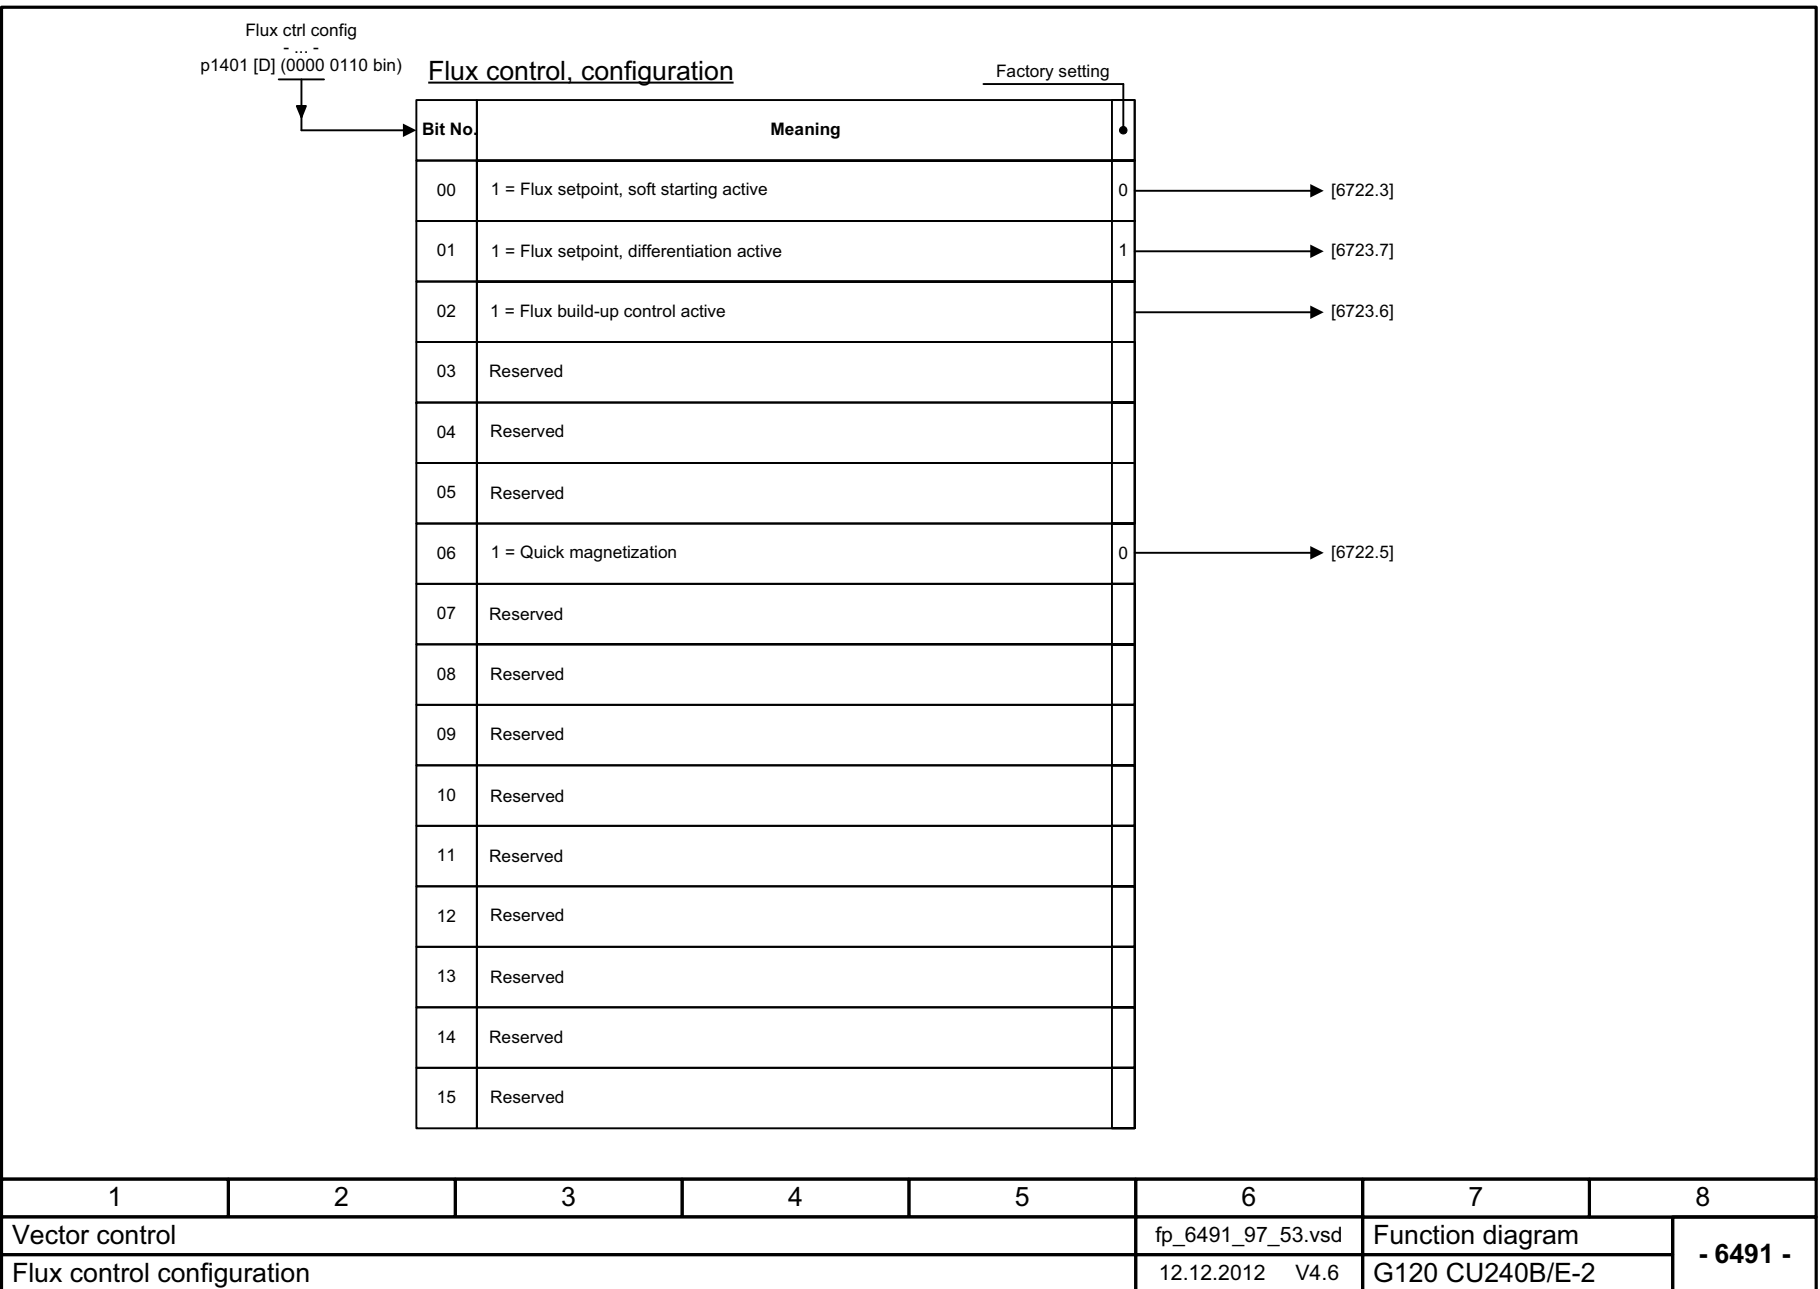 Flux ctrl config
- ... -
p1401 [D] (0000 0110 bin)
Flux control, configuration
Factory setting
Bit No. Meaning
00 1 = Flux setpoint, soft starting active 0 [6722.3]
01 1 = Flux setpoint, differentiation active 1 [6723.7]
02 1 = Flux build-up control active [6723.6]
03 Reserved
04 Reserved
05 Reserved
06 1 = Quick magnetization 0 [6722.5]
07 Reserved
08 Reserved
09 Reserved
10 Reserved
11 Reserved
12 Reserved
13 Reserved
14 Reserved
15 Reserved
1 2 3 4 5 6 7 8
Vector control fp_6491_97_53.vsd Function diagram
- 6491 -
Flux control configuration 12.12.2012 V4.6 G120 CU240B/E-2